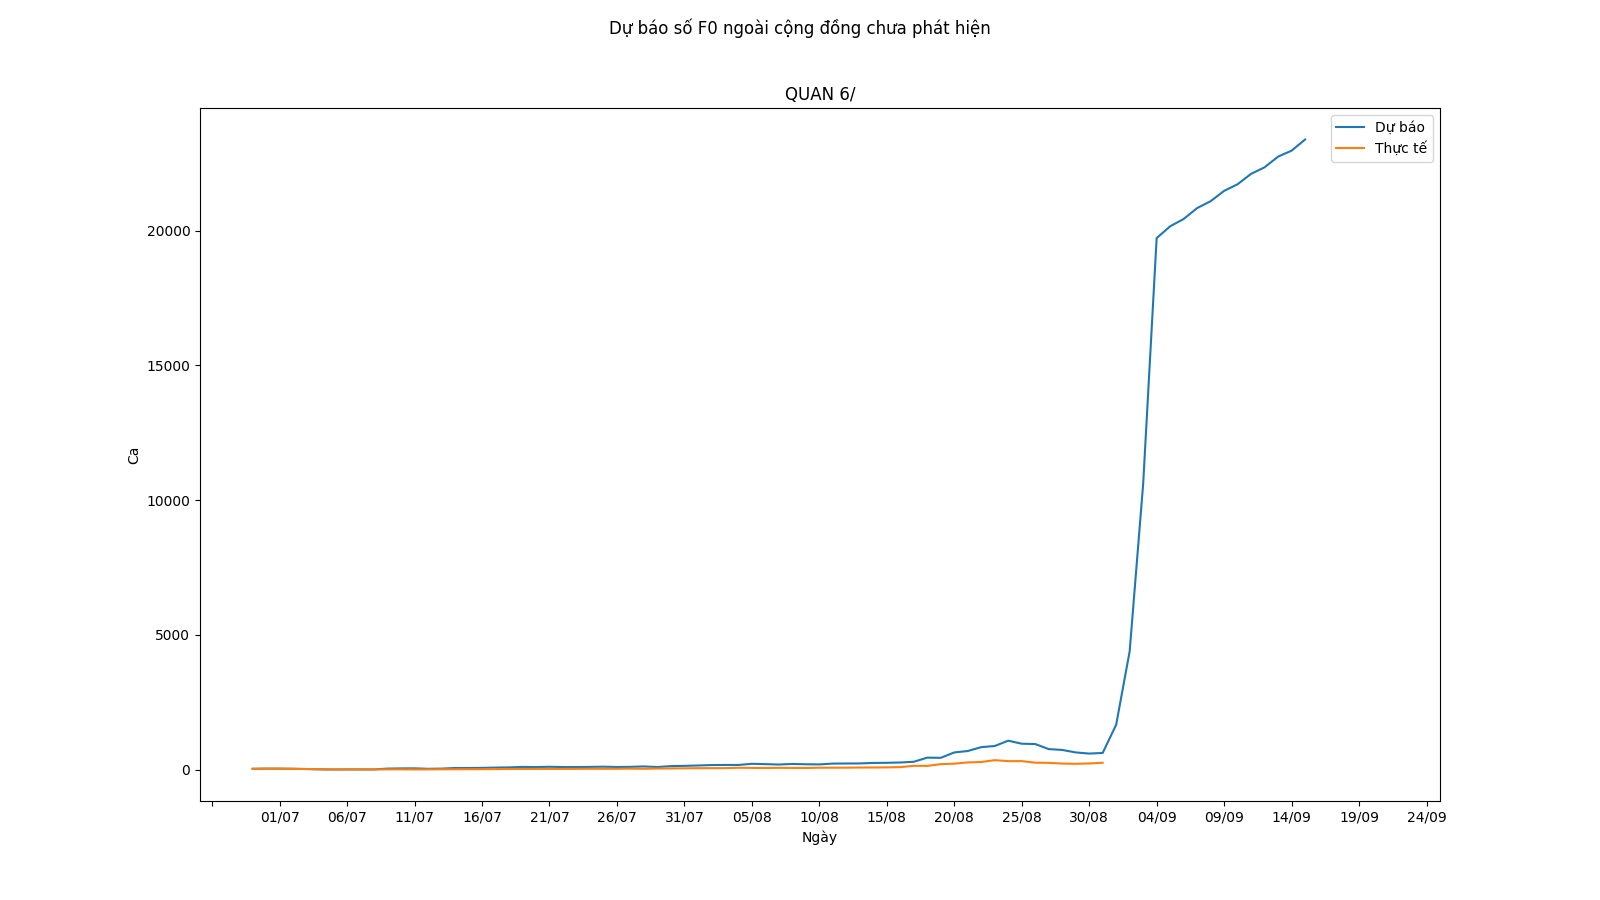 Dự báo số F0 ngoài cộng đồng chưa phát hiện
QUAN 6/
Dự báo
Thực tế
20000
15000
10000
5000
0
Ca
01/07 06/07 11/07 16/07 21/07 26/07 31/07 05/08 10/08 15/08 20/08 25/08 30/08 04/09 09/09 14/09 19/09 24/09
Ngày